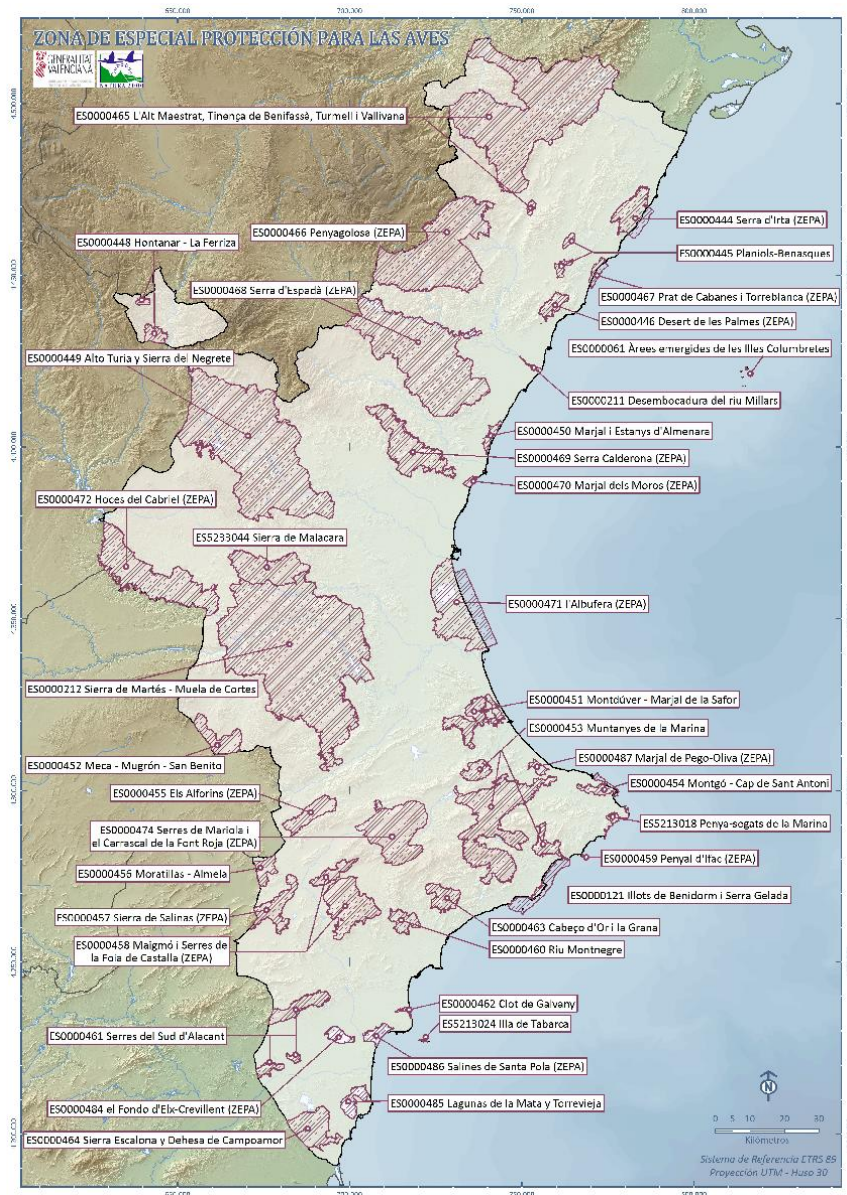 ZONA DE ESPECIAL PROTECCIÓN PARA LAS AVES
GENERALITAT
VALENCIANA
NATURA 2000
650.000
700.000
750.000
800.000
ES0000465 L'Alt Maestrat, Tinença de Benifassà, Turmell i Vallivana
ES0000444 Serra d'Irta (ZEPA)
ES0000466 Penyagolosa (ZEPA)
ES0000448 Hontanar - La Ferriza
ES0000445 Planiols-Benasques
ES0000468 Serra d'Espadà (ZEPA)
ES0000467 Prat de Cabanes i Torreblanca (ZEPA)
ES0000446 Desert de les Palmes (ZEPA)
ES0000061 Àrees emergides de les Illes Columbretes
ES0000449 Alto Turia y Sierra del Negrete
ES0000211 Desembocadura del riu Millars
ES0000450 Marjal i Estanys d'Almenara
ES0000469 Serra Calderona (ZEPA)
ES0000470 Marjal dels Moros (ZEPA)
ES0000472 Hoces del Cabriel (ZEPA)
ES5233044 Sierra de Malacara
ES0000471 l'Albufera (ZEPA)
ES0000212 Sierra de Martés - Muela de Cortes
ES0000451 Montdúver - Marjal de la Safor
ES0000453 Muntanyes de la Marina
ES0000452 Meca - Mugrón - San Benito
ES0000487 Marjal de Pego-Oliva (ZEPA)
ES0000454 Montgó - Cap de Sant Antoni
ES0000455 Els Alforins (ZEPA)
ES5213018 Penya-segats de la Marina
ES0000474 Serres de Mariola i
el Carrascal de la Font Roja (ZEPA)
ES0000459 Penyal d'Ifac (ZEPA)
ES0000456 Moratillas - Almela
ES0000121 Illots de Benidorm i Serra Gelada
ES0000457 Sierra de Salinas (ZEPA)
ES0000463 Cabeço d'Or i la Grana
ES0000458 Maigmó i Serres de
la Foia de Castalla (ZEPA)
ES0000460 Riu Montnegre
ES0000462 Clot de Galvany
ES5213024 Illa de Tabarca
ES0000461 Serres del Sud d'Alacant
ES0000486 Salines de Santa Pola (ZEPA)
ES0000484 el Fondo d'Elx-Crevillent (ZEPA)
ES0000485 Lagunas de la Mata y Torrevieja
ES0000464 Sierra Escalona y Dehesa de Campoamor
N
0 5 10 20 30
Kilómetros
Sistema de Referencia ETRS 89
Proyección UTM - Huso 30